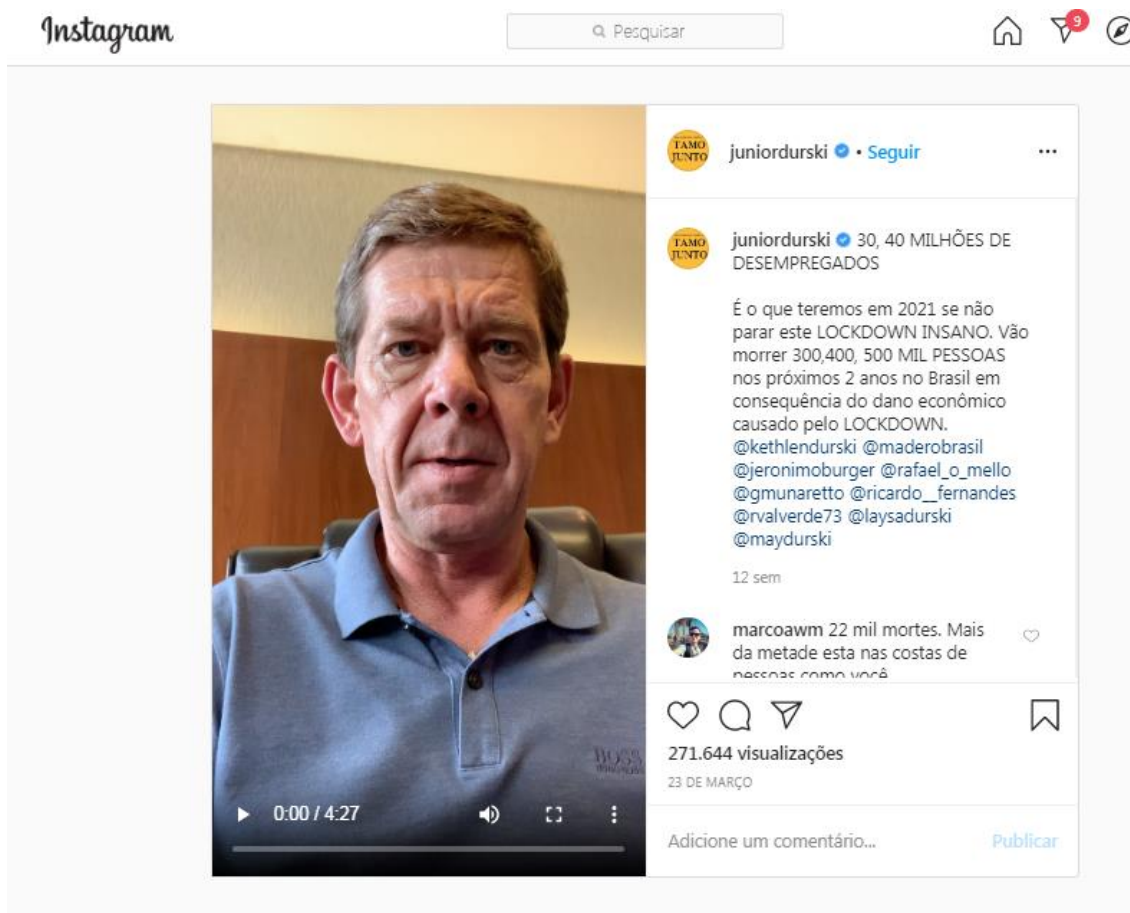 Instagram
Pesquisar
9
TAMO
JUNTO
juniordurski • Seguir
TAMO
JUNTO
juniordurski 30, 40 MILHÕES DE
DESEMPREGADOS
É o que teremos em 2021 se não
parar este LOCKDOWN INSANO. Vão
morrer 300,400, 500 MIL PESSOAS
nos próximos 2 anos no Brasil em
consequência do dano econômico
causado pelo LOCKDOWN.
@kethlendurski @maderobrasil
@jeronimoburger @rafael_o_mello
@gmunaretto @ricardo__fernandes
@rvalverde73 @laysadurski
@maydurski
12 sem
marcoawm 22 mil mortes. Mais
da metade esta nas costas de
pessoas como você
271.644 visualizações
23 DE MARÇO
Adicione um comentário... Publicar
BOSS
0:00 / 4:27